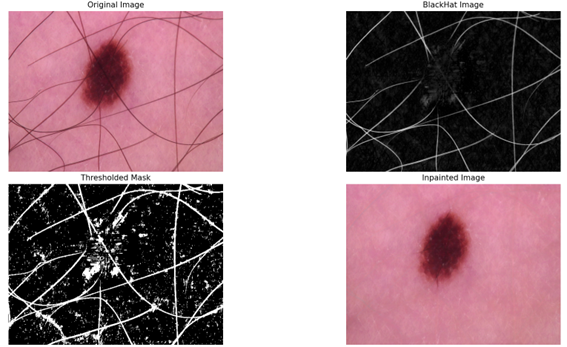 Original Image
BlackHat Image
Thresholded Mask
Inpainted Image